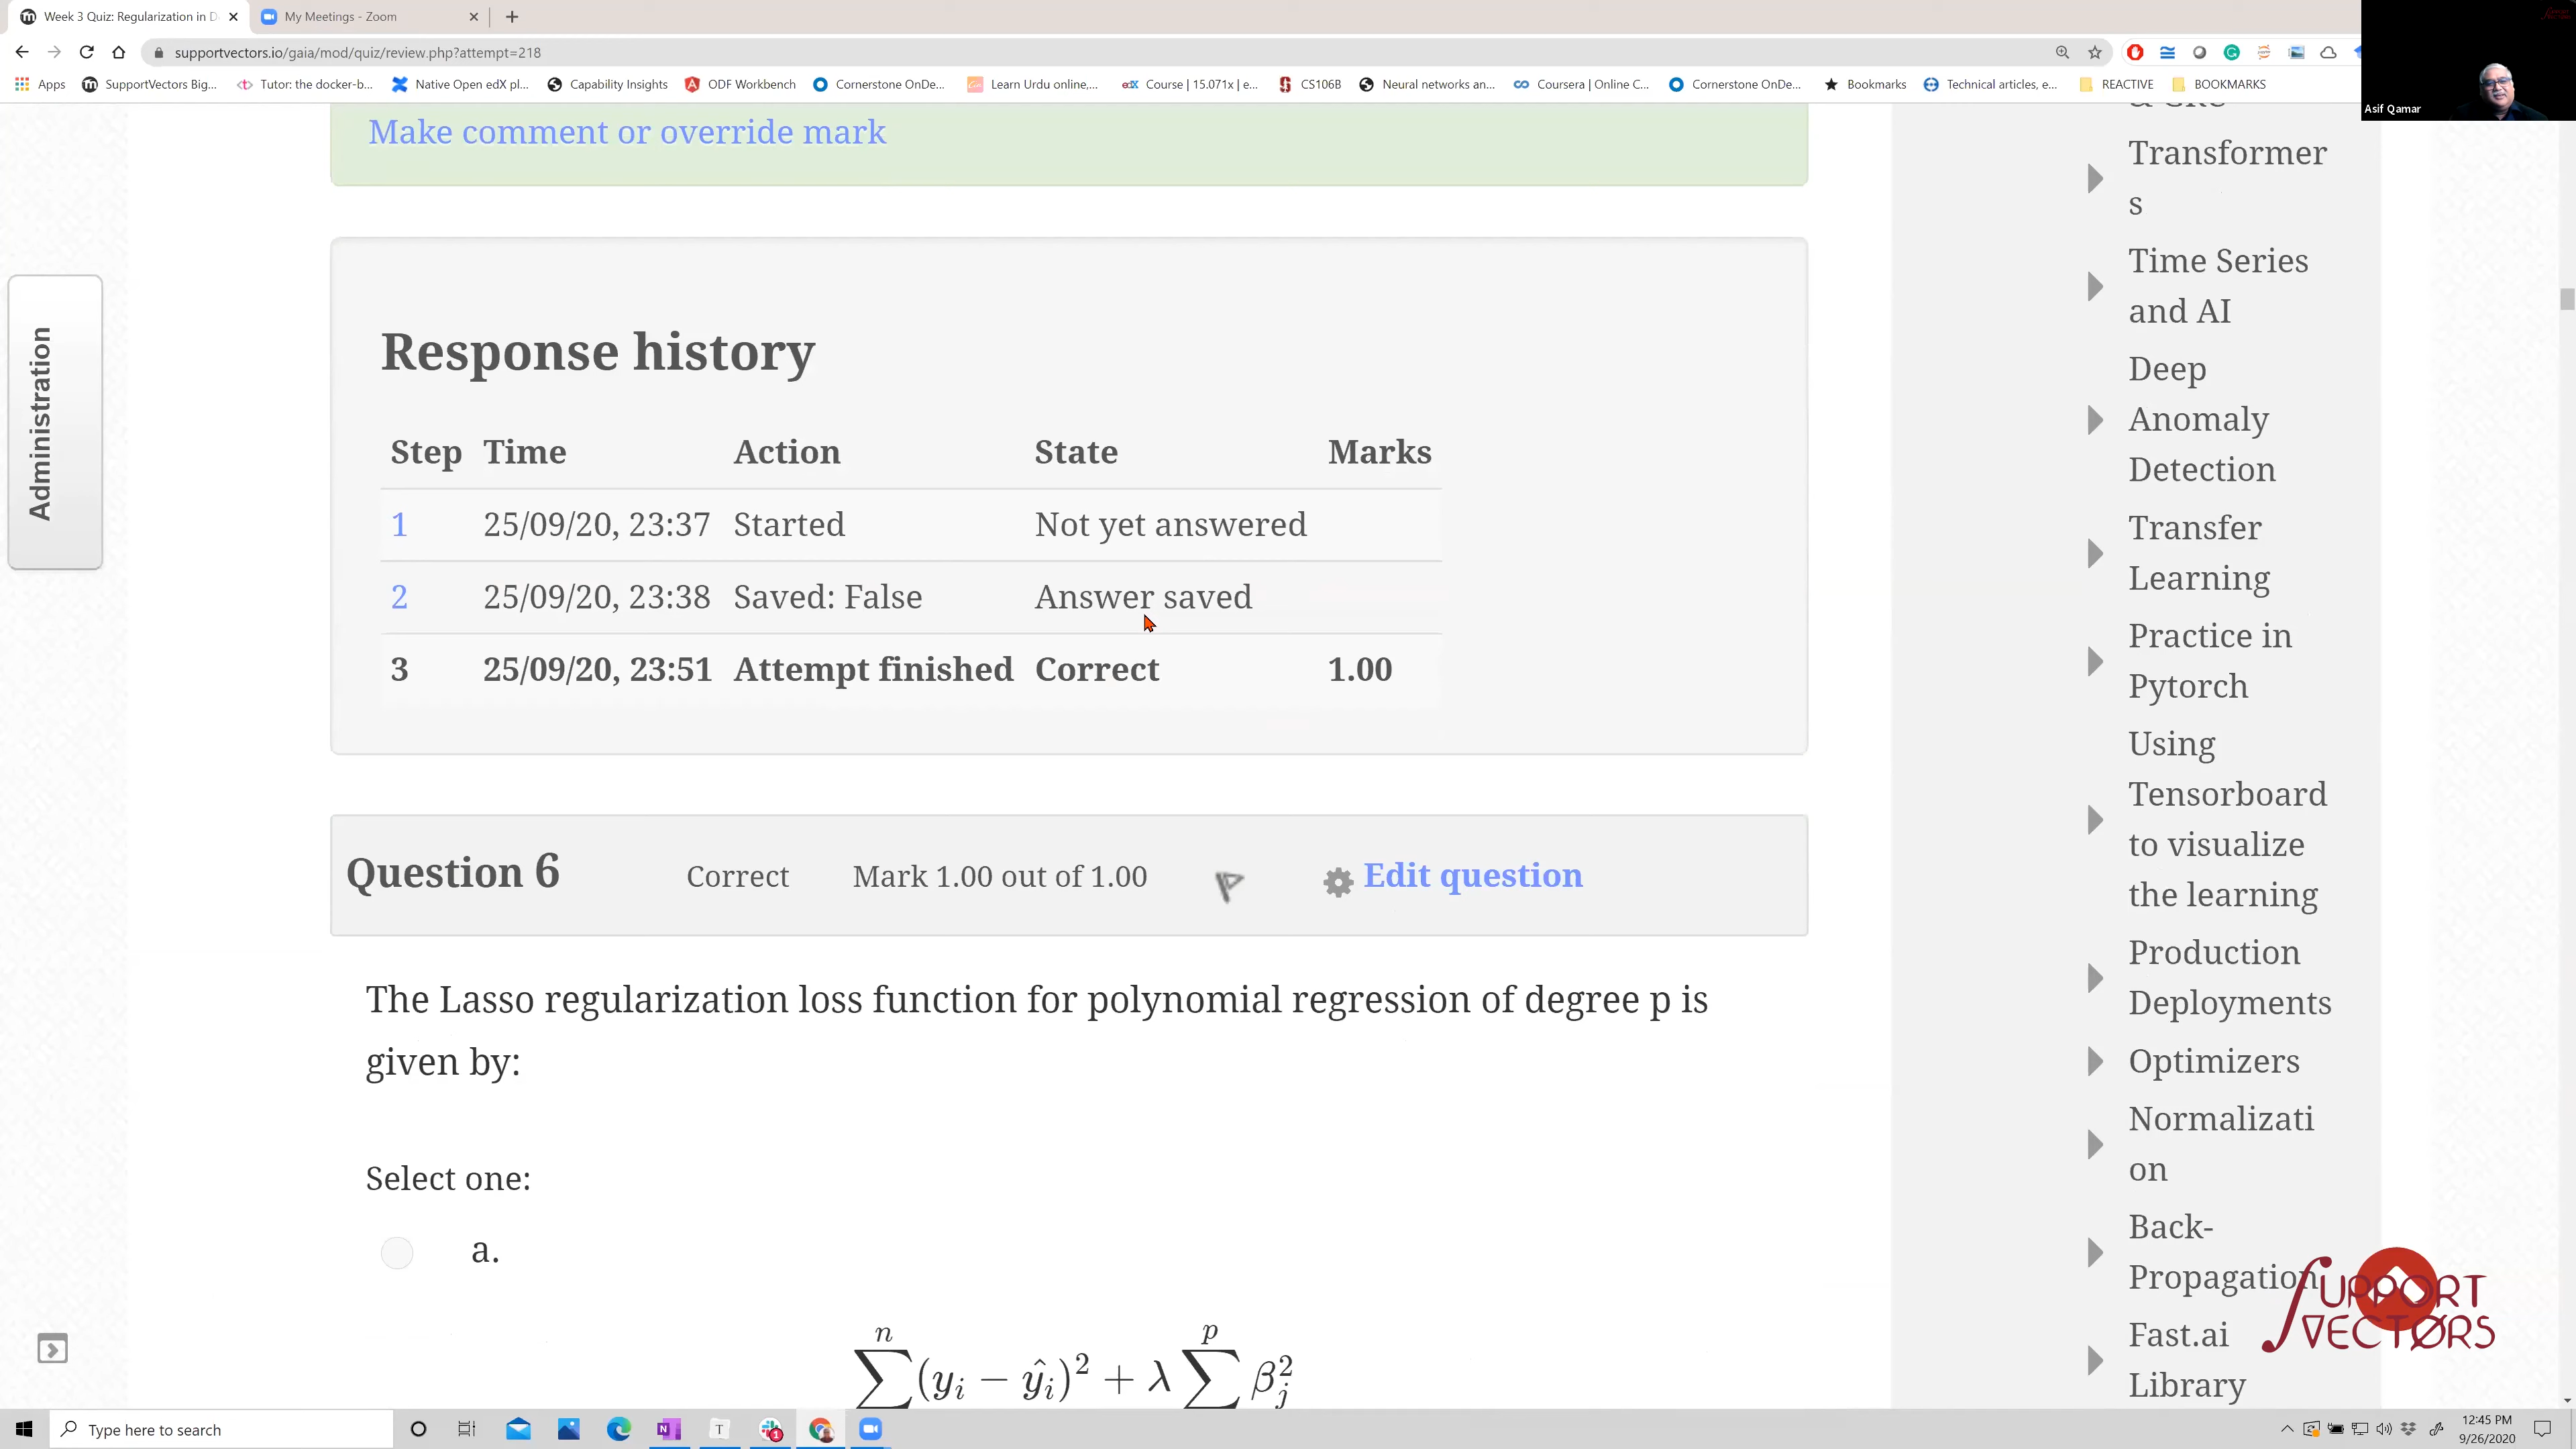 Week 3 Quiz: Regularization in D
My Meetings - Zoom
supportvectors.io/gaia/mod/quiz/review.php?attempt=218
Apps
SupportVectors Big...
Tutor: the docker-b...
Native Open edX pl...
Capability Insights
ODF Workbench
Cornerstone OnDe...
Learn Urdu online,...
Course | 15.071x | e...
CS106B
Neural networks an...
Coursera | Online C...
Cornerstone OnDe...
Bookmarks
Technical articles, e...
REACTIVE
BOOKMARKS
Asif Qamar
Make comment or override mark
Administration
Response history
Step Time Action State Marks
1 25/09/20, 23:37 Started Not yet answered
2 25/09/20, 23:38 Saved: False Answer saved
3 25/09/20, 23:51 Attempt finished Correct 1.00
Question 6 Correct Mark 1.00 out of 1.00 Edit question
The Lasso regularization loss function for polynomial regression of degree p is
given by:
Select one:
a.
∑^n (y_i − ŷ_i)^2 + λ ∑^p β_j^2
Transformer
s
Time Series
and AI
Deep
Anomaly
Detection
Transfer
Learning
Practice in
Pytorch
Using
Tensorboard
to visualize
the learning
Production
Deployments
Optimizers
Normalizati
on
Back-
Propagation
Fast.ai
Library
SUPPORT
VECTORS
Type here to search
12:45 PM
9/26/2020